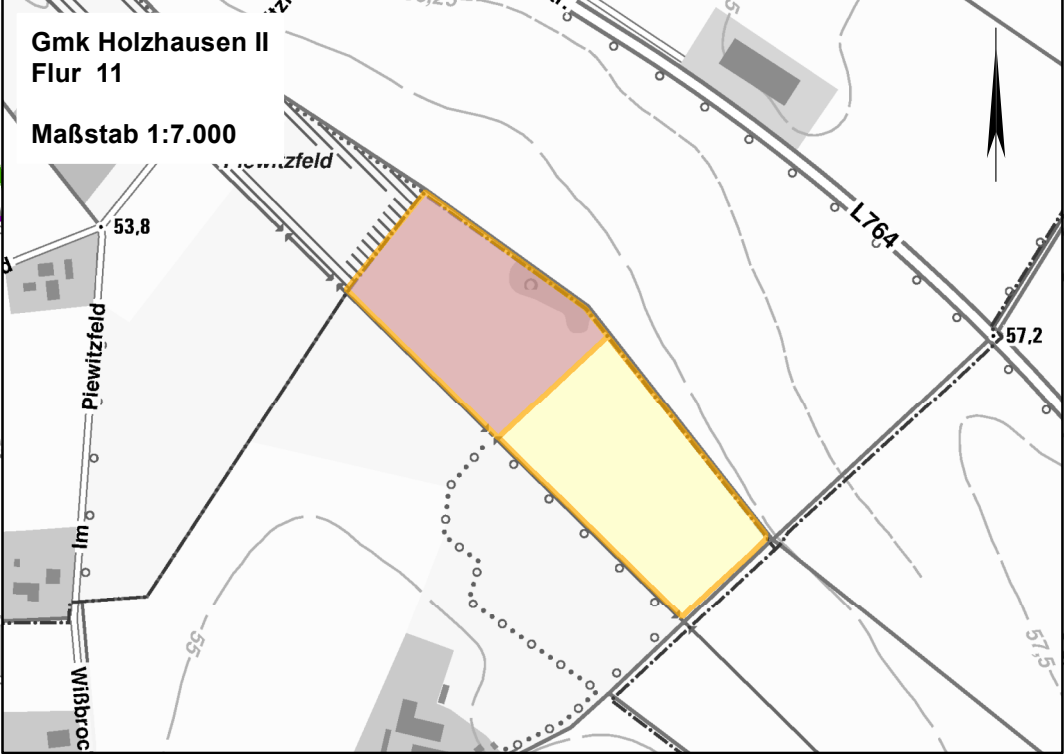 Gmk Holzhausen II
Flur 11
Maßstab 1:7.000
Piewitzfeld
53,8
L764
57,2
Piewitzfeld
Im
55
57,5
Wißbroc